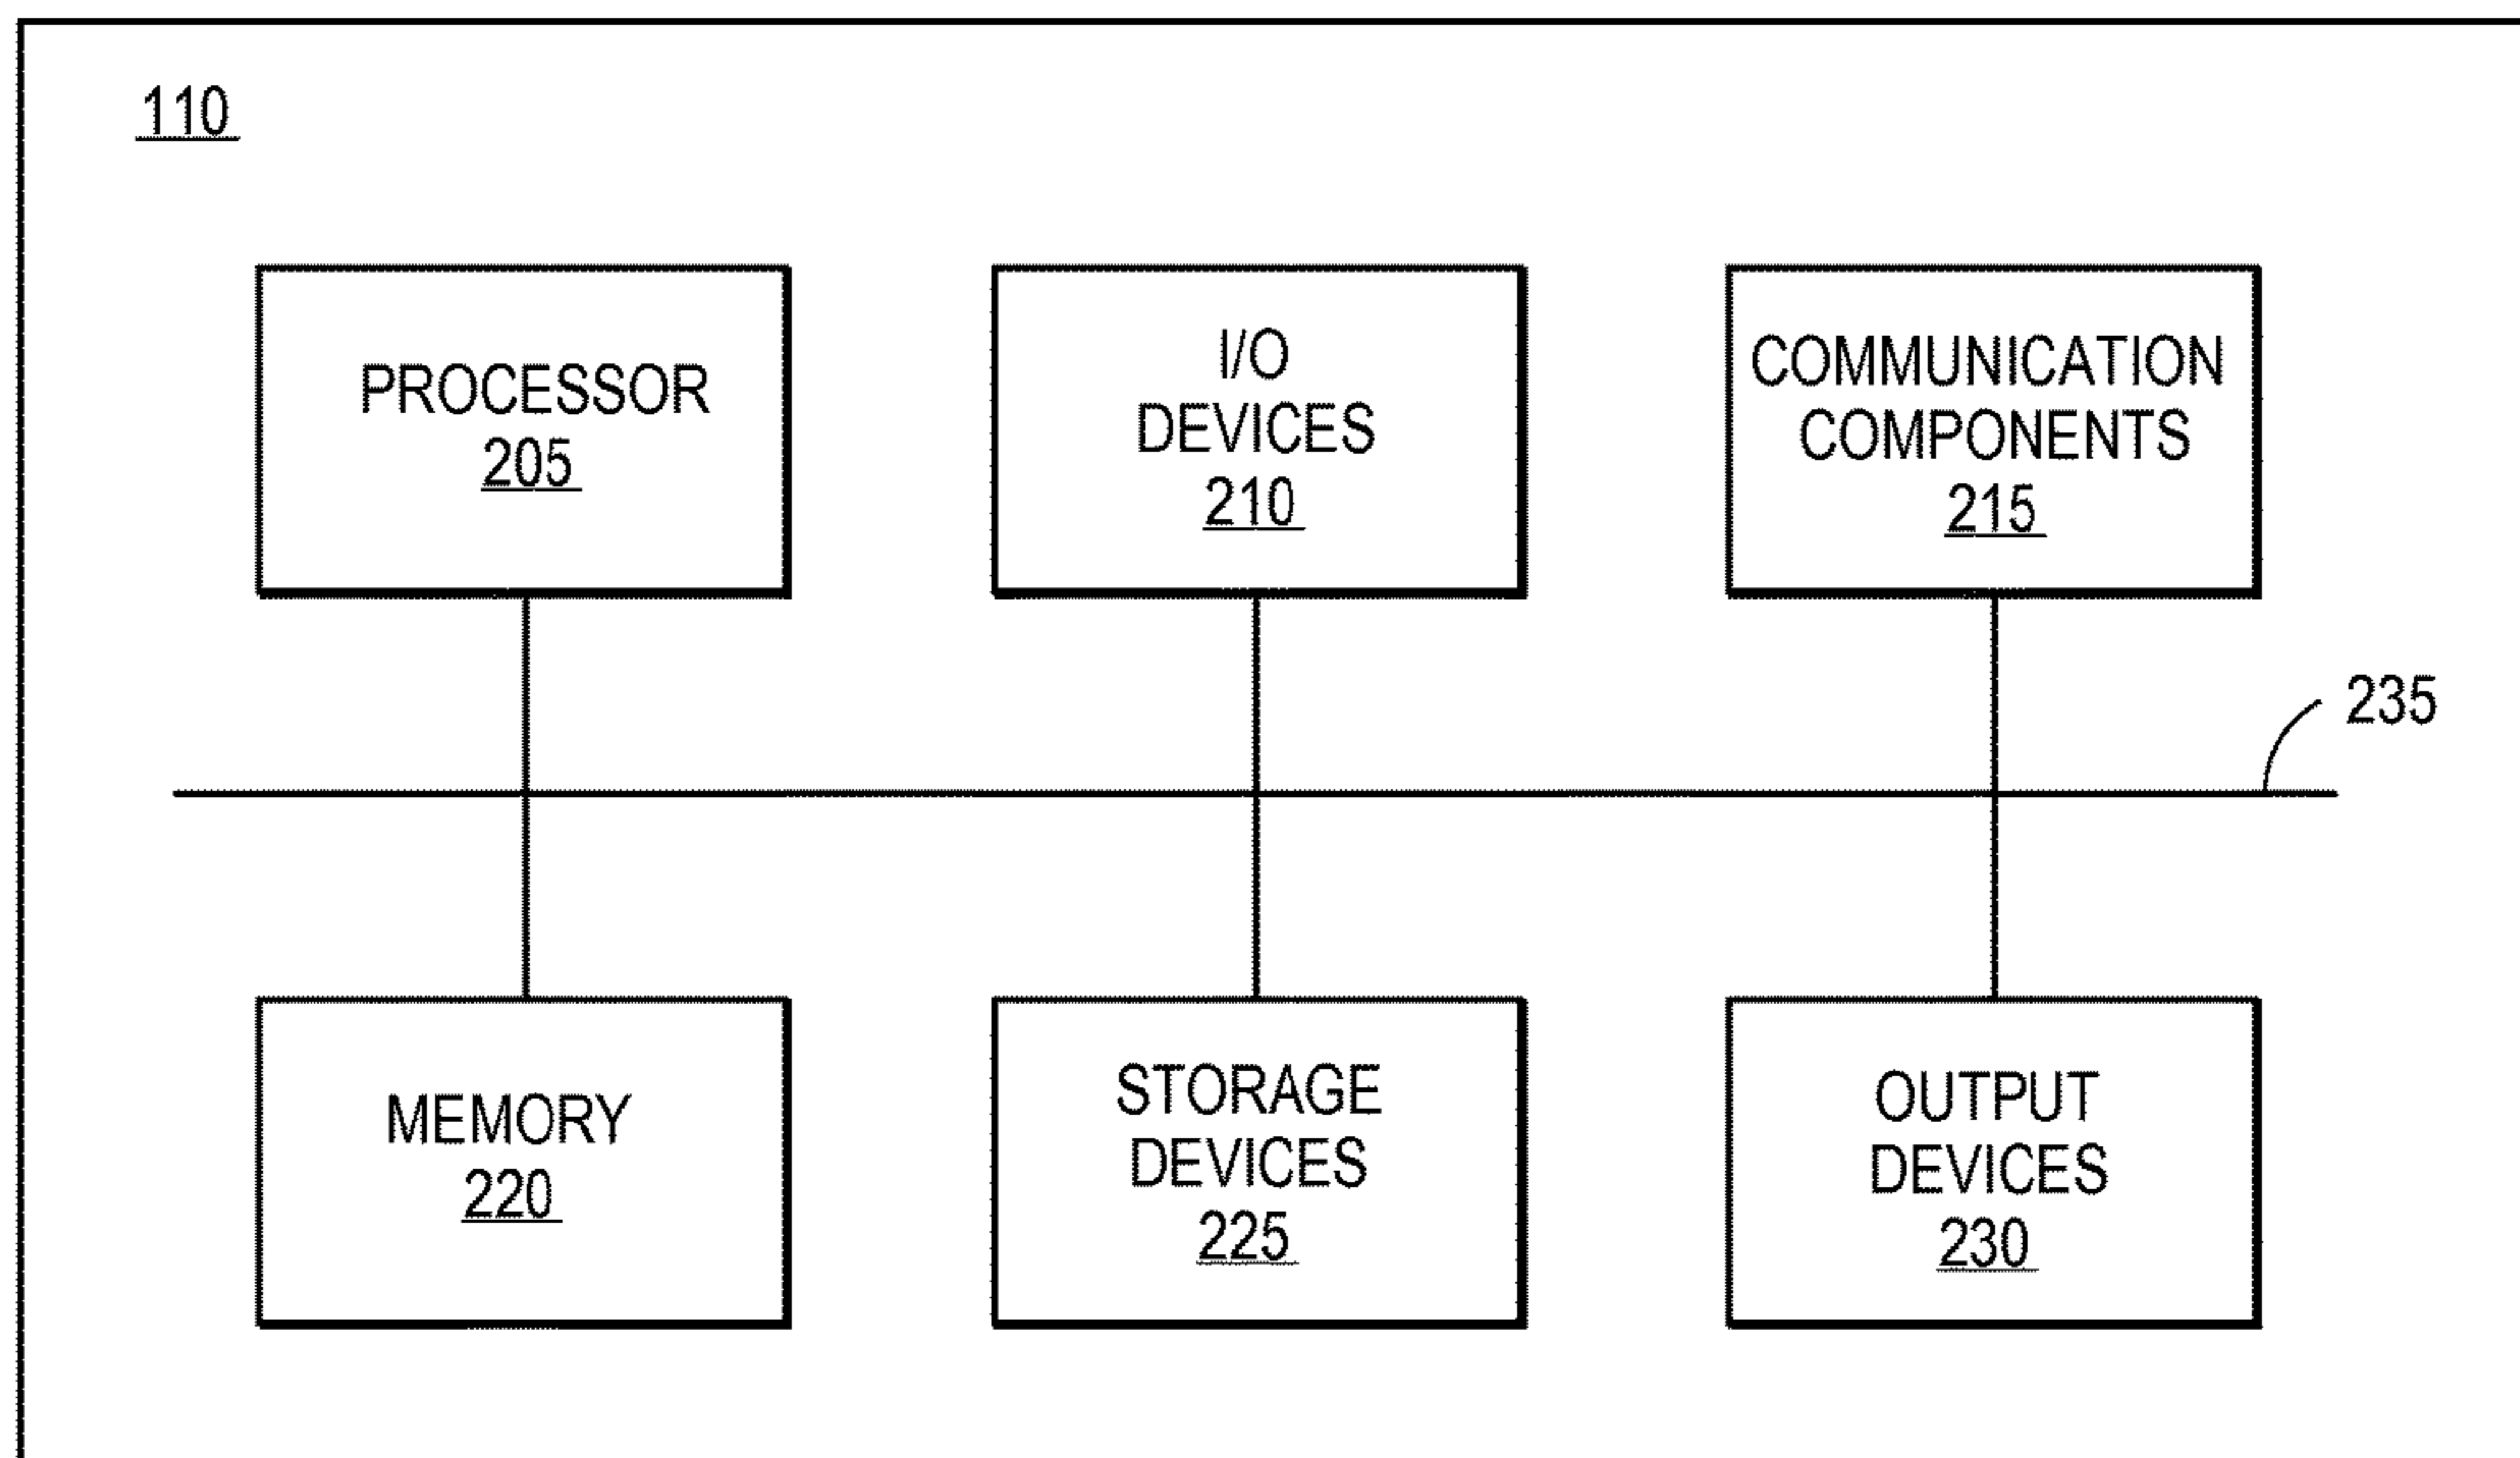 110
PROCESSOR
205
I/O
DEVICES
210
COMMUNICATION
COMPONENTS
215
235
MEMORY
220
STORAGE
DEVICES
225
OUTPUT
DEVICES
230